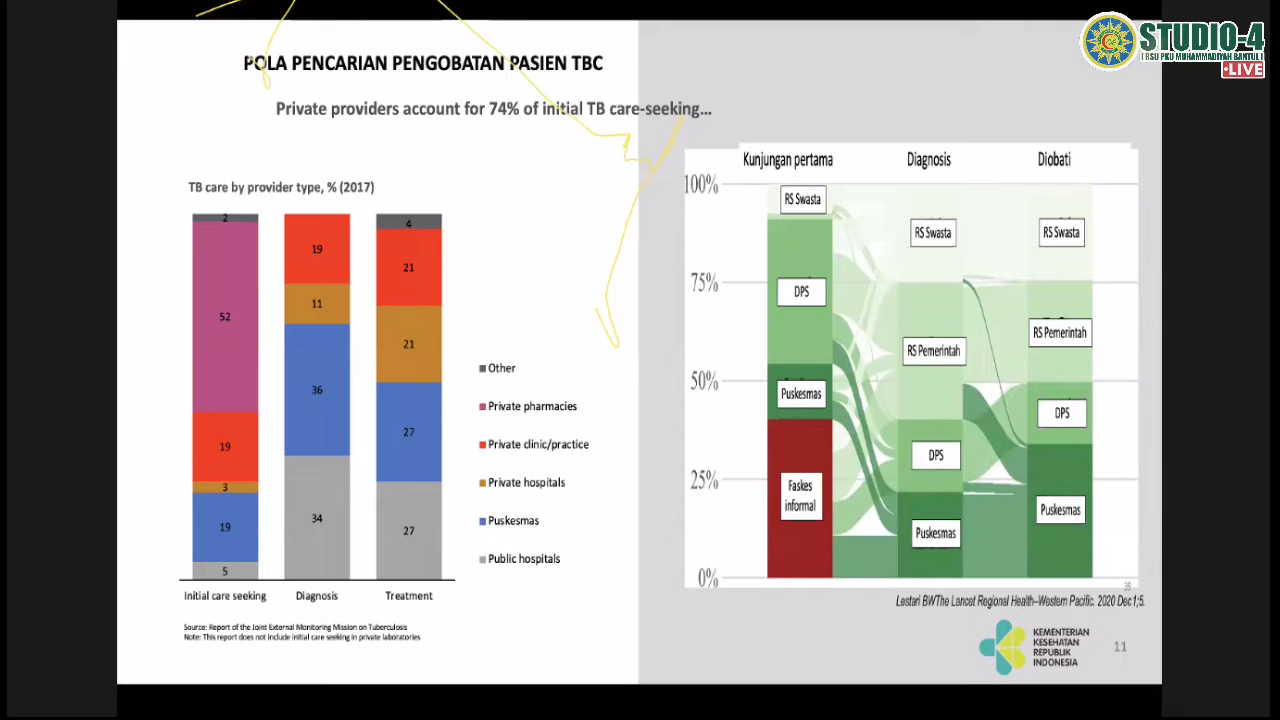 STUDIO-4
[ RSU PKU MUHAMMADIYAH BANTUL ]
•LIVE
POLA PENCARIAN PENGOBATAN PASIEN TBC
Private providers account for 74% of initial TB care-seeking...
TB care by provider type, % (2017)
2
52
19
3
19
5
Initial care seeking
19
11
36
34
Diagnosis
4
21
21
27
27
Treatment
Other
Private pharmacies
Private clinic/practice
Private hospitals
Puskesmas
Public hospitals
Source: Report of the Joint External Monitoring Mission on Tuberculosis
Note: This report does not include initial care seeking in private laboratories
Kunjungan pertama
Diagnosis
Diobati
100%
75%
50%
25%
0%
RS Swasta
DPS
Puskesmas
Faskes
informal
RS Swasta
RS Pemerintah
DPS
Puskesmas
RS Swasta
RS Pemerintah
DPS
Puskesmas
Lestari BWThe Lancet Regional Health–Western Pacific. 2020 Dec1;5.
KEMENTERIAN
KESEHATAN
REPUBLIK
INDONESIA
11